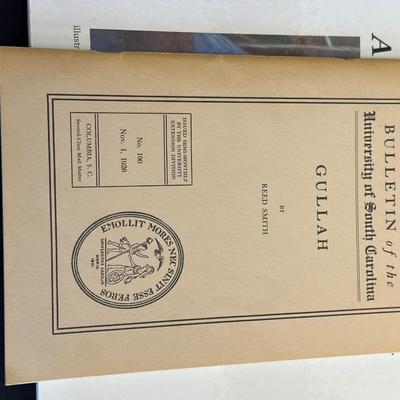 BULLETIN of the
University of South Carolina
GULLAH
BY
REED SMITH
ISSUED SEMI-MONTHLY
BY THE UNIVERSITY
EXTENSION DIVISION
No. 190
Nov. 1, 1926
COLUMBIA, S. C.
Second-Class Mail Matter
EMOLLIT MORES NEC SINIT ESSE FEROS
A
illustr